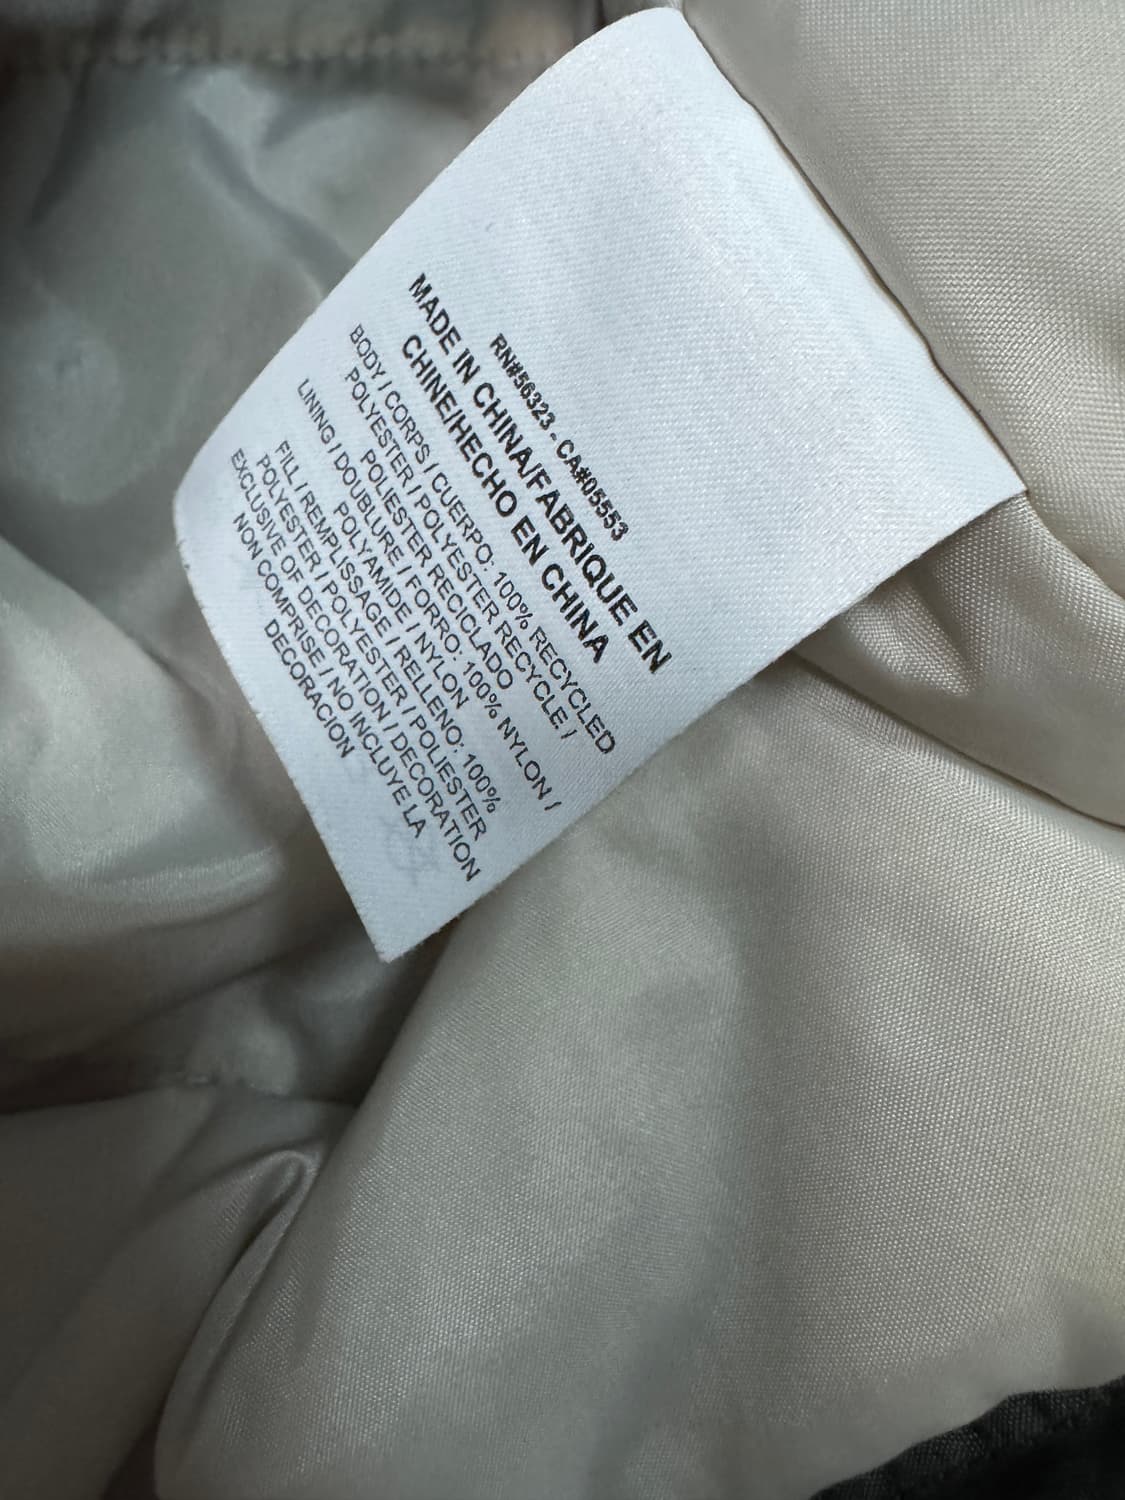 RN#56323 - CA#05553
MADE IN CHINA/FABRIQUE EN
CHINE/HECHO EN CHINA
BODY / CORPS / CUERPO: 100% RECYCLED
POLYESTER / POLYESTER RECYCLE /
POLIESTER RECICLADO
LINING / DOUBLURE / FORRO: 100% NYLON /
POLYAMIDE / NYLON
FILL / REMPLISSAGE / RELLENO: 100%
POLYESTER / POLYESTER / POLIESTER
EXCLUSIVE OF DECORATION / DECORATION
NON COMPRISE / NO INCLUYE LA
DECORACION